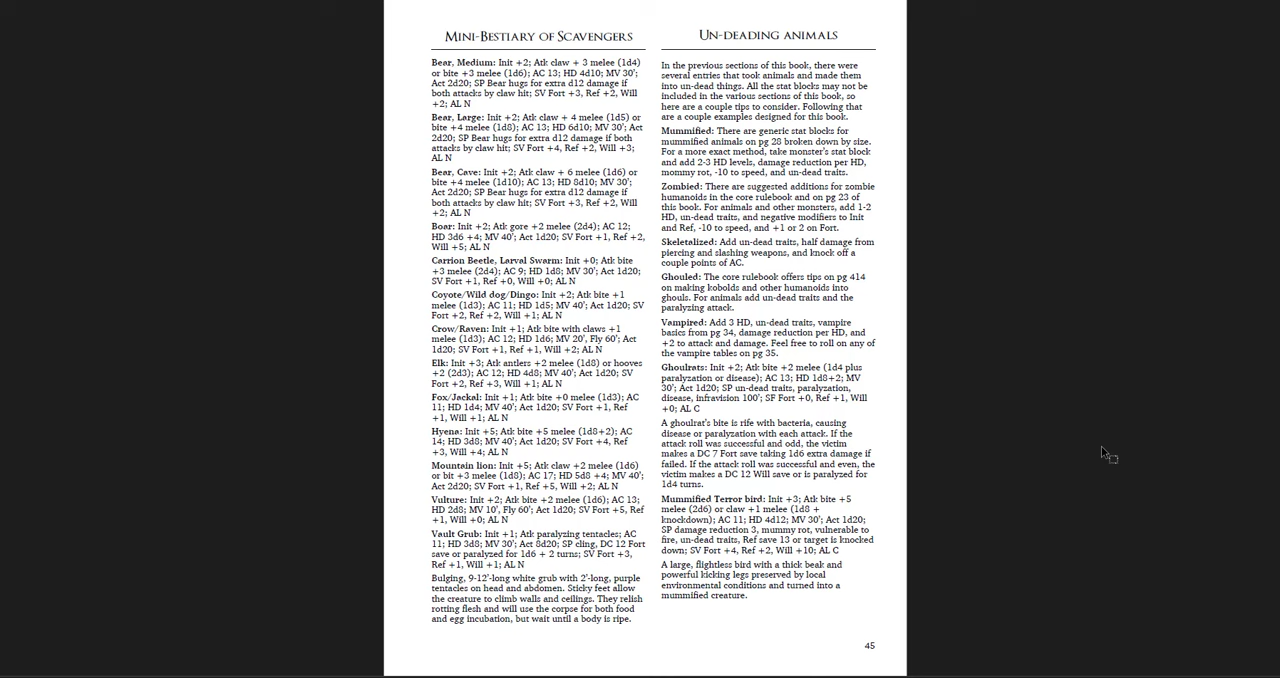 MINI-BESTIARY OF SCAVENGERS
Bear, Medium: Init +2; Atk claw + 3 melee (1d4)
or bite +3 melee (1d6); AC 13; HD 4d10; MV 30';
Act 2d20; SP Bear hugs for extra d12 damage if
both attacks by claw hit; SV Fort +3, Ref +2, Will
+2; AL N
Bear, Large: Init +2; Atk claw + 4 melee (1d5) or
bite +4 melee (1d8); AC 13; HD 6d10; MV 30'; Act
2d20; SP Bear hugs for extra d12 damage if both
attacks by claw hit; SV Fort +4, Ref +2, Will +3;
AL N
Bear, Cave: Init +2; Atk claw + 6 melee (1d6) or
bite +4 melee (1d10); AC 13; HD 8d10; MV 30';
Act 2d20; SP Bear hugs for extra d12 damage if
both attacks by claw hit; SV Fort +3, Ref +2, Will
+2; AL N
Boar: Init +2; Atk gore +2 melee (2d4); AC 12;
HD 3d6 +4; MV 40'; Act 1d20; SV Fort +1, Ref +2,
Will +5; AL N
Carrion Beetle, Larval Swarm: Init +0; Atk bite
+3 melee (2d4); AC 9; HD 1d8; MV 30'; Act 1d20;
SV Fort +1, Ref +0, Will +0; AL N
Coyote/Wild dog/Dingo: Init +2; Atk bite +1
melee (1d3); AC 11; HD 1d5; MV 40'; Act 1d20; SV
Fort +2, Ref +2, Will +1; AL N
Crow/Raven: Init +1; Atk bite with claws +1
melee (1d3); AC 12; HD 1d6; MV 20', Fly 60'; Act
1d20; SV Fort +1, Ref +1, Will +2; AL N
Elk: Init +3; Atk antlers +2 melee (1d8) or hooves
+2 (2d3); AC 12; HD 4d8; MV 40'; Act 1d20; SV
Fort +2, Ref +3, Will +1; AL N
Fox/Jackal: Init +1; Atk bite +0 melee (1d3); AC
11; HD 1d4; MV 40'; Act 1d20; SV Fort +1, Ref
+1, Will +1; AL N
Hyena: Init +5; Atk bite +5 melee (1d8+2); AC
14; HD 3d8; MV 40'; Act 1d20; SV Fort +4, Ref
+3, Will +4; AL N
Mountain lion: Init +5; Atk claw +2 melee (1d6)
or bit +3 melee (1d8); AC 17; HD 5d8 +4; MV 40';
Act 2d20; SV Fort +1, Ref +5, Will +2; AL N
Vulture: Init +2; Atk bite +2 melee (1d6); AC 13;
HD 2d8; MV 10', Fly 60'; Act 1d20; SV Fort +5, Ref
+1, Will +0; AL N
Vault Grub: Init +1; Atk paralyzing tentacles; AC
11; HD 3d8; MV 30'; Act 8d20; SP cling, DC 12 Fort
save or paralyzed for 1d6 + 2 turns; SV Fort +3,
Ref +1, Will +1; AL N
Bulging, 9-12'-long white grub with 2'-long, purple
tentacles on head and abdomen. Sticky feet allow
the creature to climb walls and ceilings. They relish
rotting flesh and will use the corpse for both food
and egg incubation, but wait until a body is ripe.
UN-DEADING ANIMALS
In the previous sections of this book, there were
several entries that took animals and made them
into un-dead things. All the stat blocks may not be
included in the various sections of this book, so
here are a couple tips to consider. Following that
are a couple examples designed for this book.
Mummified: There are generic stat blocks for
mummified animals on pg 28 broken down by size.
For a more exact method, take monster's stat block
and add 2-3 HD levels, damage reduction per HD,
mommy rot, -10 to speed, and un-dead traits.
Zombied: There are suggested additions for zombie
humanoids in the core rulebook and on pg 23 of
this book. For animals and other monsters, add 1-2
HD, un-dead traits, and negative modifiers to Init
and Ref, -10 to speed, and +1 or 2 on Fort.
Skeletalized: Add un-dead traits, half damage from
piercing and slashing weapons, and knock off a
couple points of AC.
Ghouled: The core rulebook offers tips on pg 414
on making kobolds and other humanoids into
ghouls. For animals add un-dead traits and the
paralyzing attack.
Vampired: Add 3 HD, un-dead traits, vampire
basics from pg 34, damage reduction per HD, and
+2 to attack and damage. Feel free to roll on any of
the vampire tables on pg 35.
Ghoulrats: Init +2; Atk bite +2 melee (1d4 plus
paralyzation or disease); AC 13; HD 1d8+2; MV
30'; Act 1d20; SP un-dead traits, paralyzation,
disease, infravision 100'; SF Fort +0, Ref +1, Will
+0; AL C
A ghoulrat's bite is rife with bacteria, causing
disease or paralyzation with each attack. If the
attack roll was successful and odd, the victim
makes a DC 7 Fort save taking 1d6 extra damage if
failed. If the attack roll was successful and even, the
victim makes a DC 12 Will save or is paralyzed for
1d4 turns.
Mummified Terror bird: Init +3; Atk bite +5
melee (2d6) or claw +1 melee (1d8 +
knockdown); AC 11; HD 4d12; MV 30'; Act 1d20;
SP damage reduction 3, mummy rot, vulnerable to
fire, un-dead traits, Ref save 13 or target is knocked
down; SV Fort +4, Ref +2, Will +10; AL C
A large, flightless bird with a thick beak and
powerful kicking legs preserved by local
environmental conditions and turned into a
mummified creature.
45